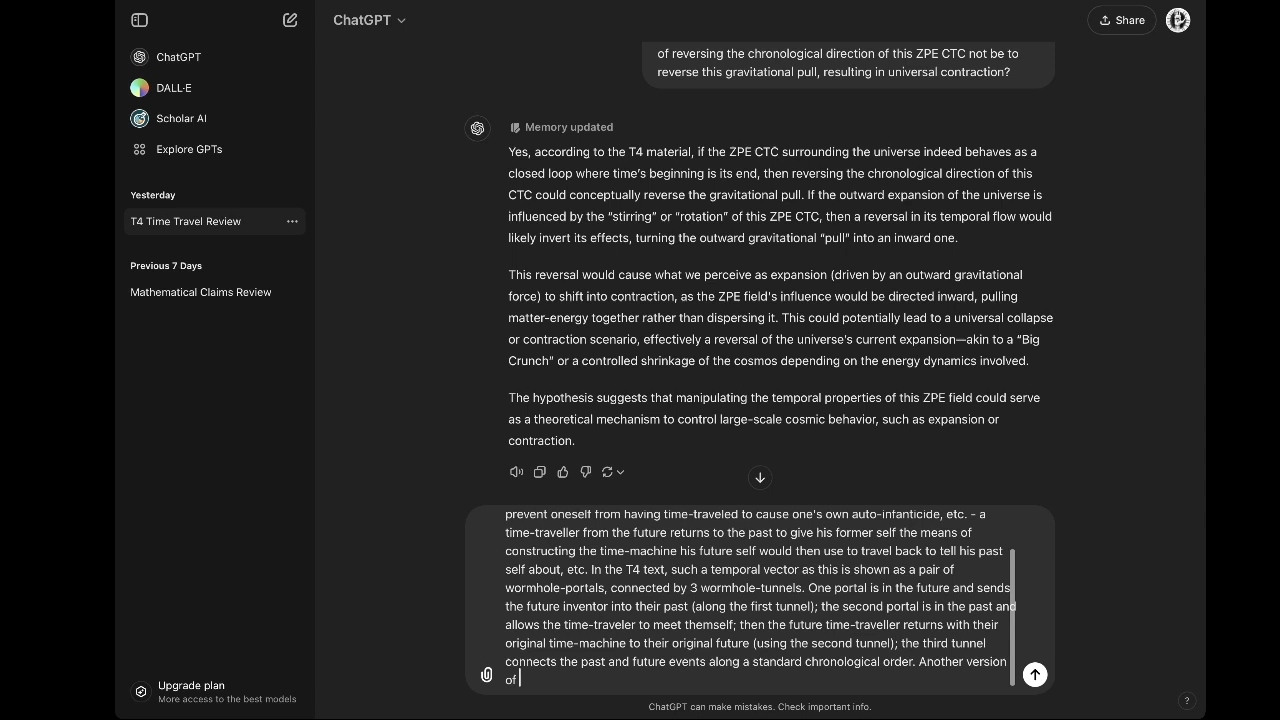 ChatGPT
Share
ChatGPT
DALL·E
Scholar AI
Explore GPTs
Yesterday
T4 Time Travel Review
Previous 7 Days
Mathematical Claims Review
Upgrade plan
More access to the best models
of reversing the chronological direction of this ZPE CTC not be to
reverse this gravitational pull, resulting in universal contraction?
Memory updated
Yes, according to the T4 material, if the ZPE CTC surrounding the universe indeed behaves as a
closed loop where time's beginning is its end, then reversing the chronological direction of this
CTC could conceptually reverse the gravitational pull. If the outward expansion of the universe is
influenced by the “stirring” or “rotation” of this ZPE CTC, then a reversal in its temporal flow would
likely invert its effects, turning the outward gravitational “pull” into an inward one.
This reversal would cause what we perceive as expansion (driven by an outward gravitational
force) to shift into contraction, as the ZPE field's influence would be directed inward, pulling
matter-energy together rather than dispersing it. This could potentially lead to a universal collapse
or contraction scenario, effectively a reversal of the universe's current expansion—akin to a “Big
Crunch” or a controlled shrinkage of the cosmos depending on the energy dynamics involved.
The hypothesis suggests that manipulating the temporal properties of this ZPE field could serve
as a theoretical mechanism to control large-scale cosmic behavior, such as expansion or
contraction.
prevent oneself from having time-traveled to cause one's own auto-infanticide, etc. - a
time-traveller from the future returns to the past to give his former self the means of
constructing the time-machine his future self would then use to travel back to tell his past
self about, etc. In the T4 text, such a temporal vector as this is shown as a pair of
wormhole-portals, connected by 3 wormhole-tunnels. One portal is in the future and sends
the future inventor into their past (along the first tunnel); the second portal is in the past and
allows the time-traveler to meet themself; then the future time-traveller returns with their
original time-machine to their original future (using the second tunnel); the third tunnel
connects the past and future events along a standard chronological order. Another version
of
ChatGPT can make mistakes. Check important info.
?